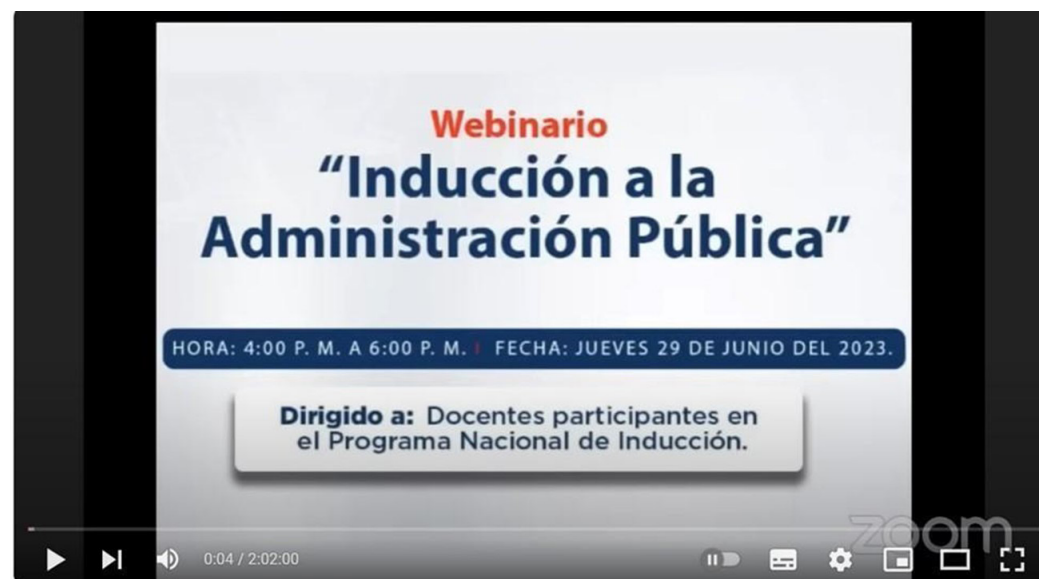 Webinario
“Inducción a la
Administración Pública”
HORA: 4:00 P. M. A 6:00 P. M. I FECHA: JUEVES 29 DE JUNIO DEL 2023.
Dirigido a: Docentes participantes en
el Programa Nacional de Inducción.
zoom
0:04 / 2:02:00